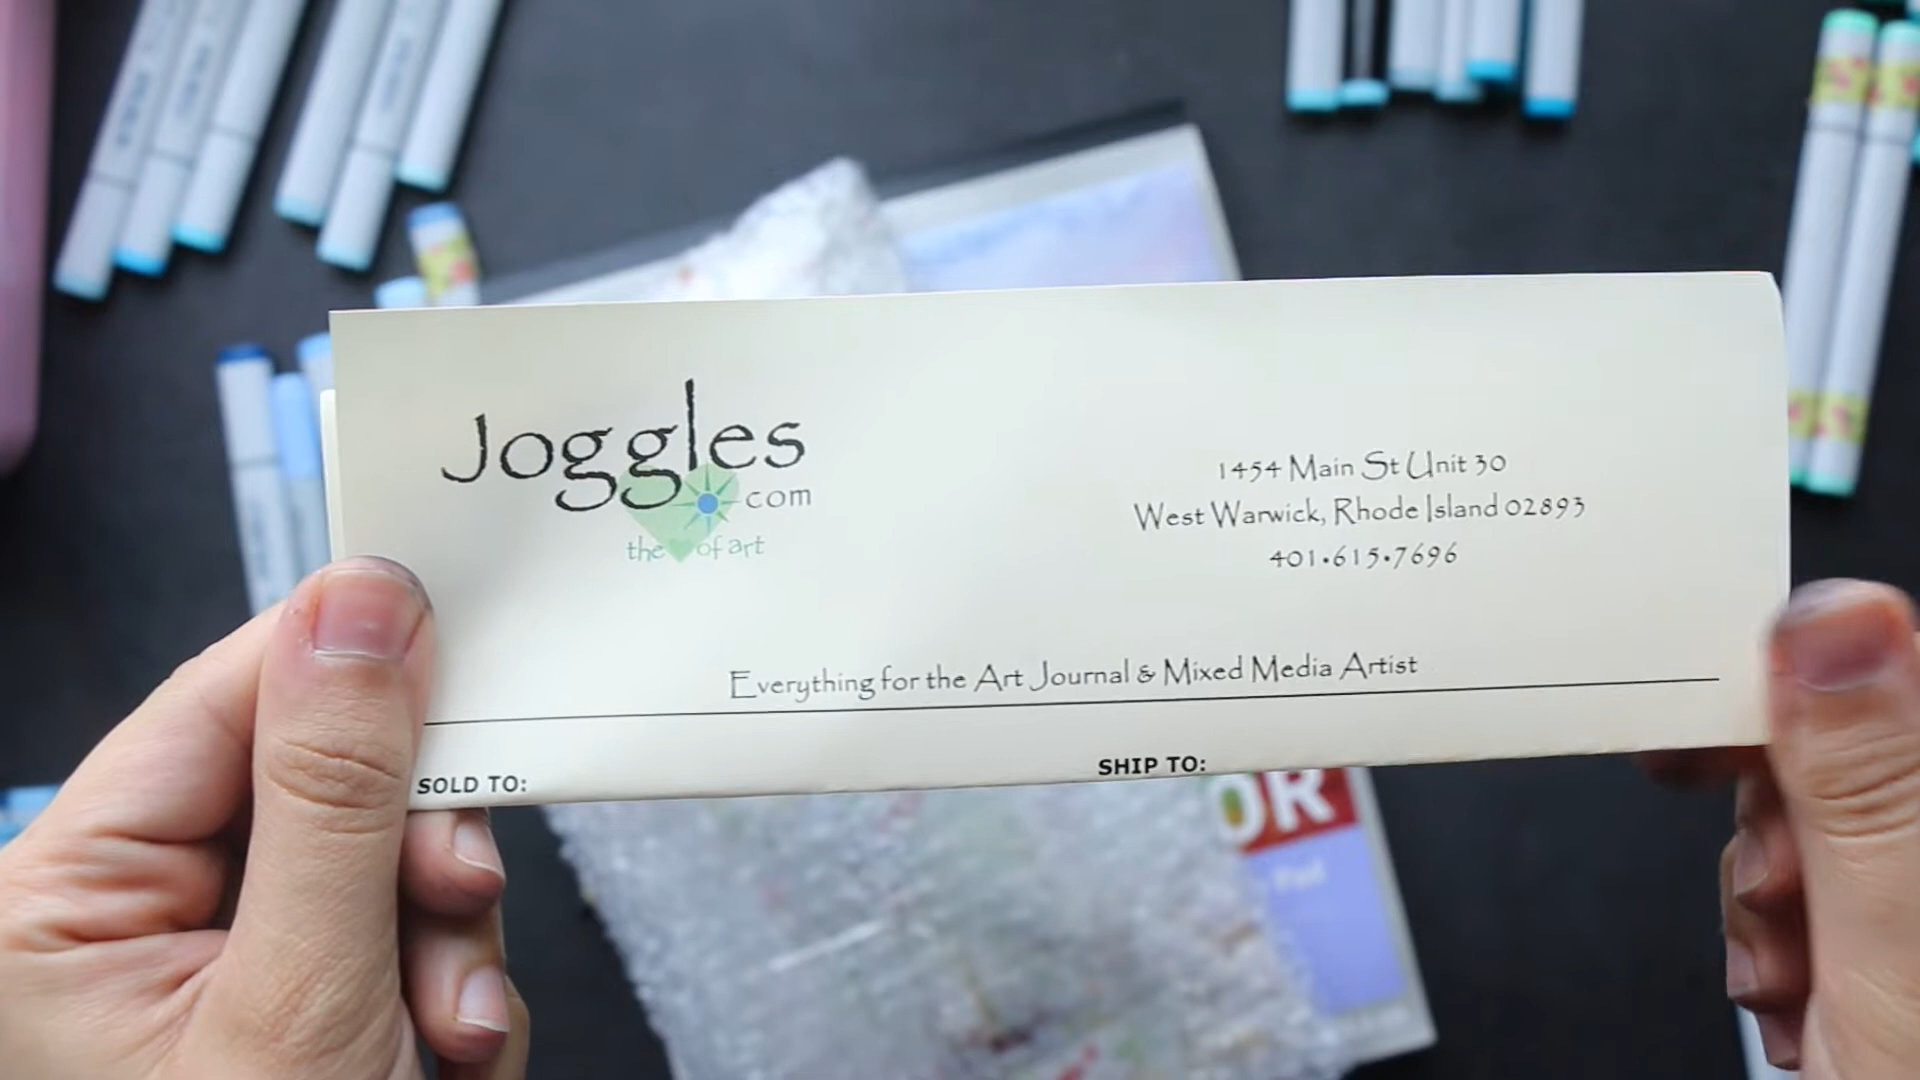 Joggles
.com
the of art
1454 Main St Unit 30
West Warwick, Rhode Island 02893
401•615•7696
Everything for the Art Journal & Mixed Media Artist
SOLD TO:
SHIP TO:
OR
Pad